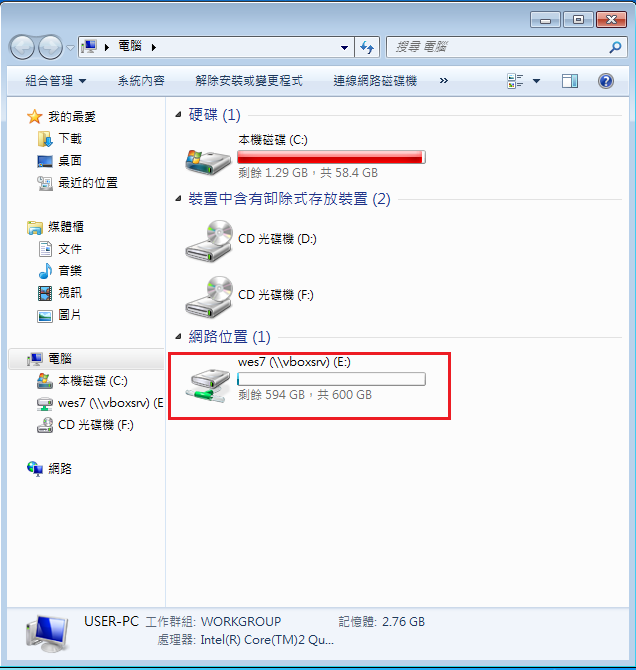 電腦
搜尋 電腦
組合管理 系統內容 解除安裝或變更程式 連線網路磁碟機 »
我的最愛
下載
桌面
最近的位置
媒體櫃
文件
音樂
視訊
圖片
電腦
本機磁碟 (C:)
wes7 (\\vboxsrv) (E
CD 光碟機 (F:)
網路
硬碟 (1)
本機磁碟 (C:)
剩餘 1.29 GB，共 58.4 GB
裝置中含有卸除式存放裝置 (2)
CD 光碟機 (D:)
CD 光碟機 (F:)
網路位置 (1)
wes7 (\\vboxsrv) (E:)
剩餘 594 GB，共 600 GB
USER-PC 工作群組: WORKGROUP 記憶體: 2.76 GB
處理器: Intel(R) Core(TM)2 Qu...